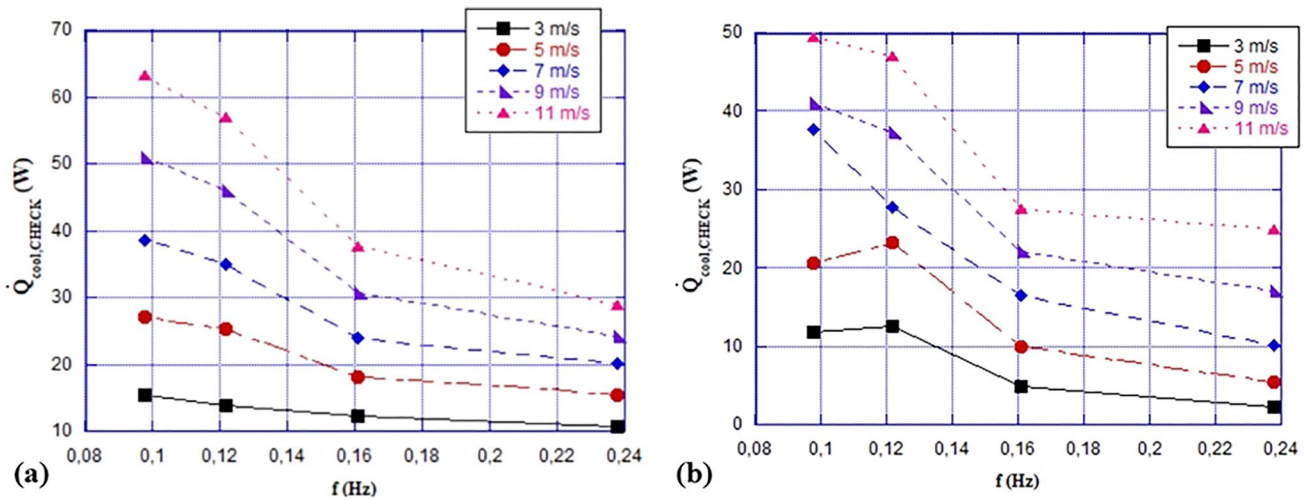 70
60
50
40
30
20
10
Q̇cool,CHECK (W)
3 m/s
5 m/s
7 m/s
9 m/s
11 m/s
0,08 0,1 0,12 0,14 0,16 0,18 0,2 0,22 0,24
f (Hz)
(a)
50
40
30
20
10
0
Q̇cool,CHECK (W)
3 m/s
5 m/s
7 m/s
9 m/s
11 m/s
0,08 0,1 0,12 0,14 0,16 0,18 0,2 0,22 0,24
f (Hz)
(b)